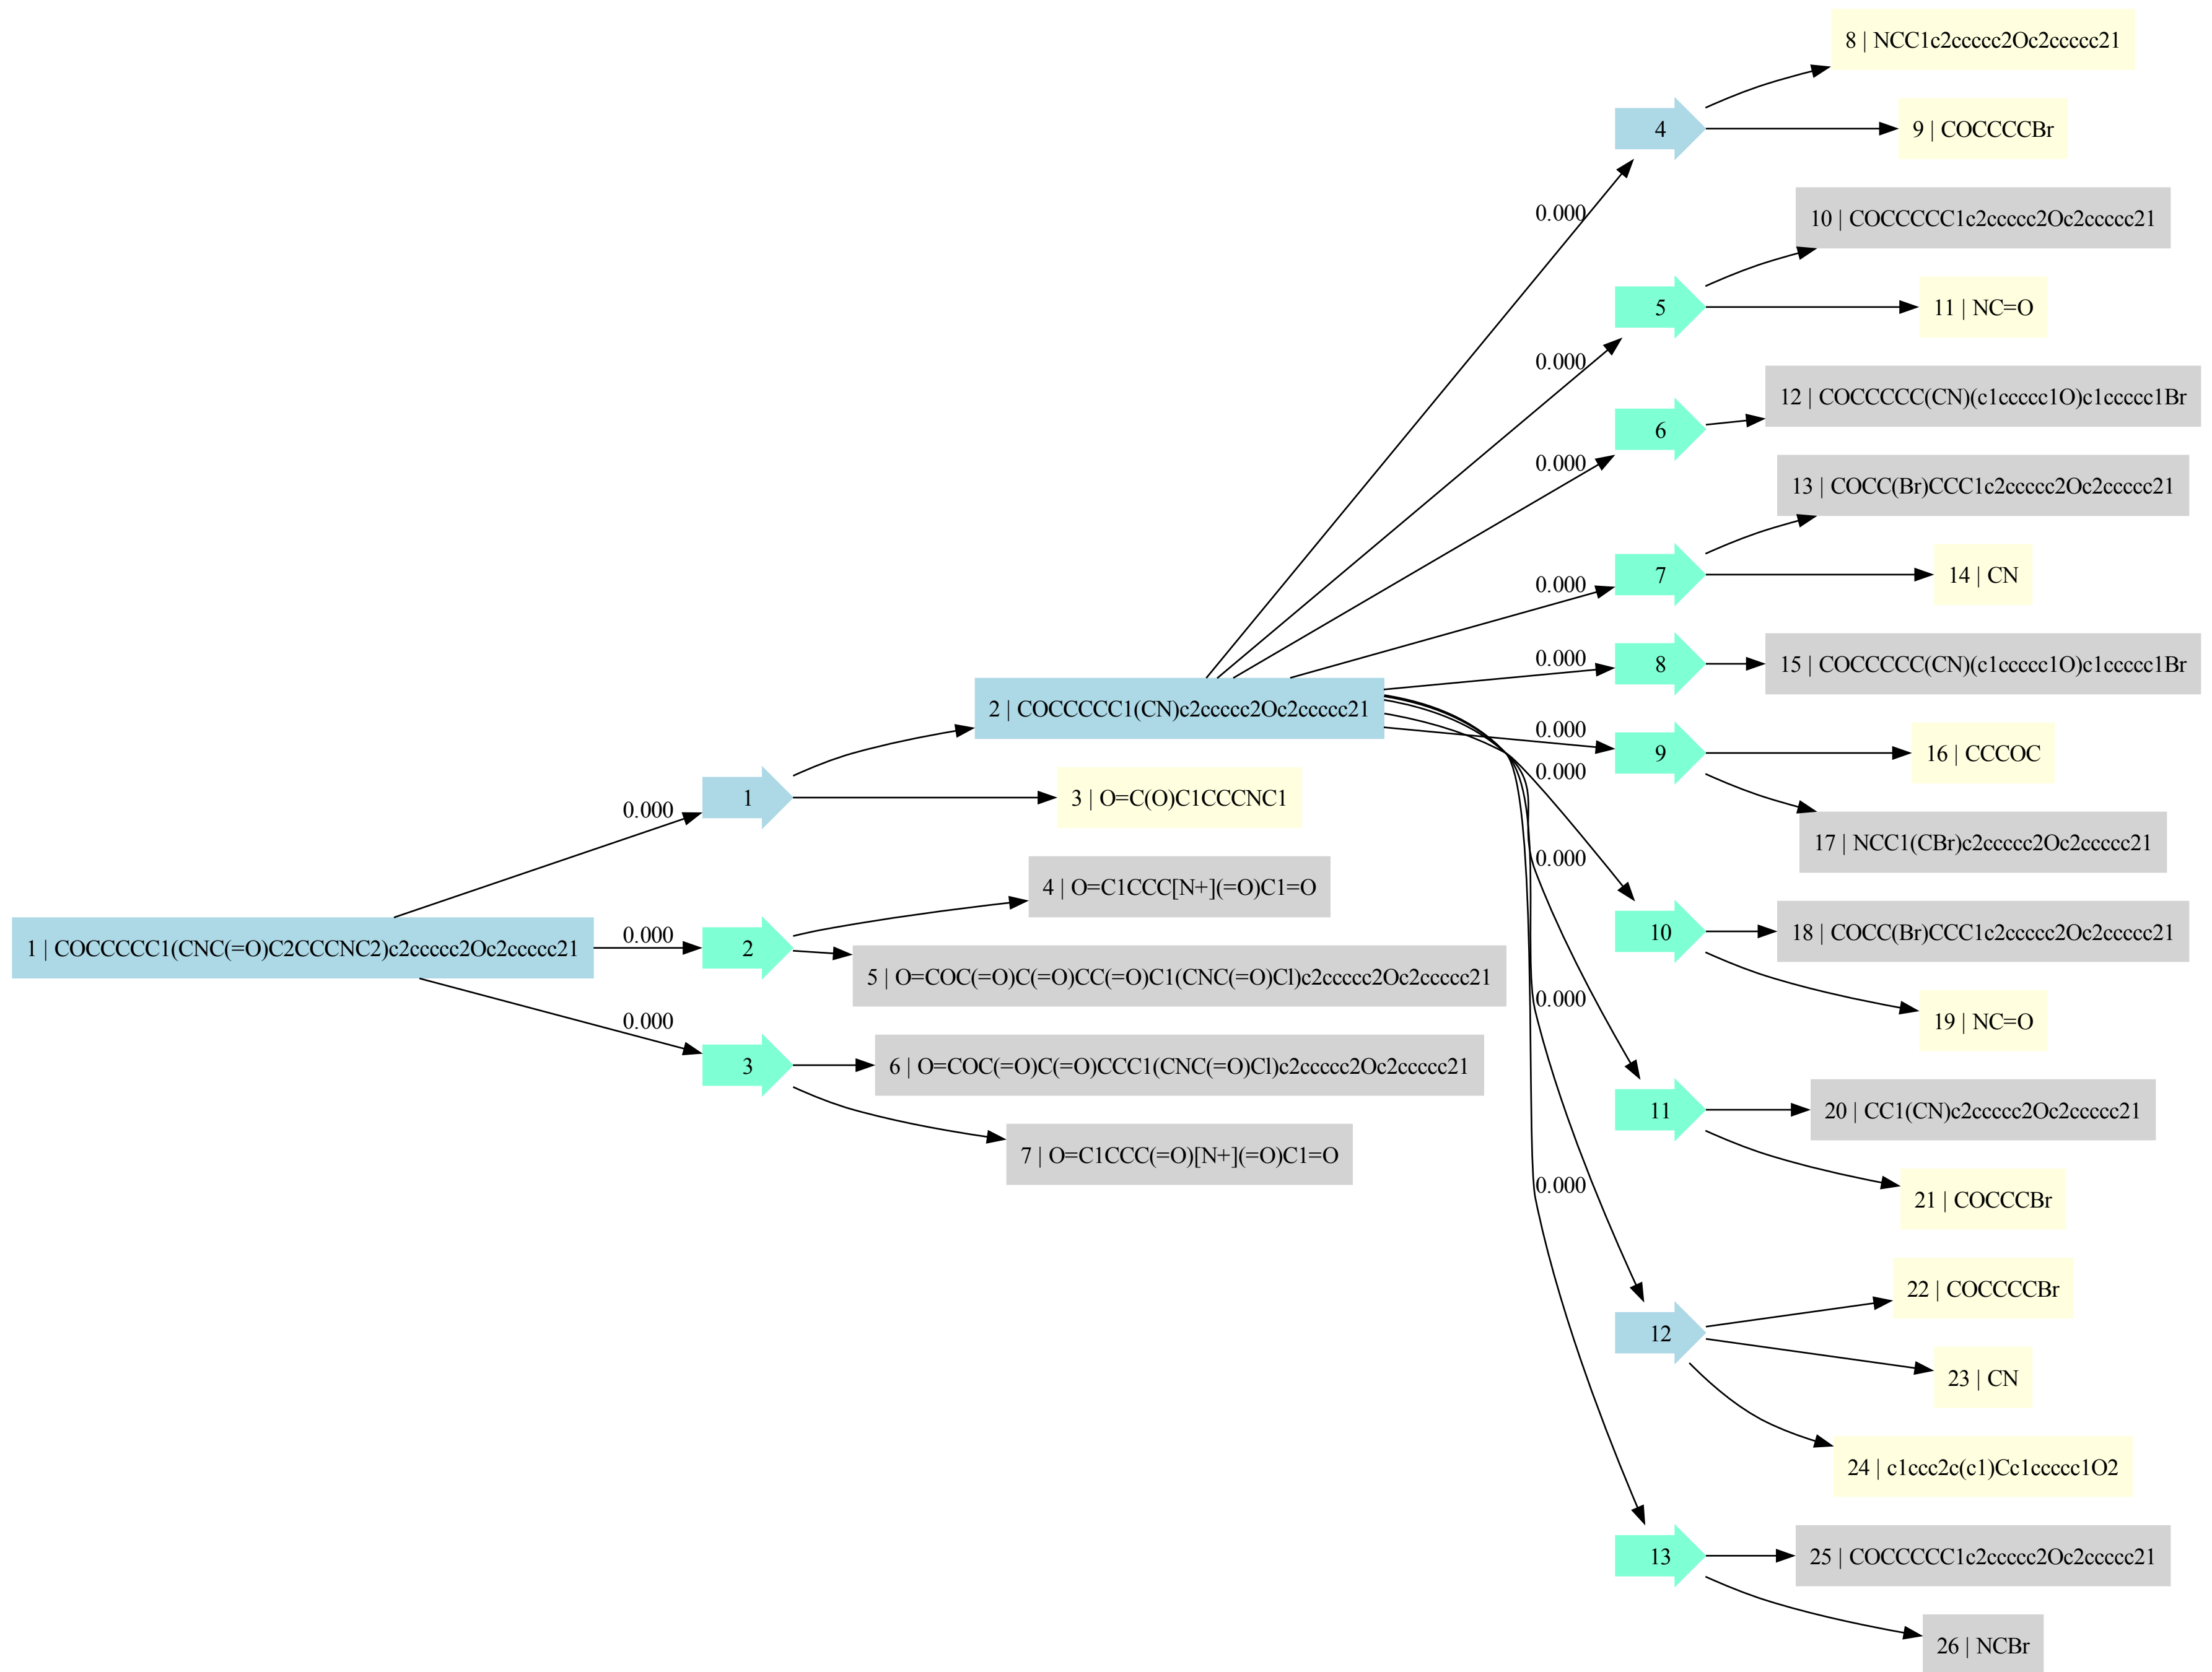 8 | NCC1c2ccccc2Oc2ccccc21
4
9 | COCCCCBr
0.000
10 | COCCCCC1c2ccccc2Oc2ccccc21
5
11 | NC=O
0.000
12 | COCCCCC(CN)(c1ccccc1O)c1ccccc1Br
6
0.000
13 | COCC(Br)CCC1c2ccccc2Oc2ccccc21
7
14 | CN
0.000
2 | COCCCCC1(CN)c2ccccc2Oc2ccccc21
0.000
8
15 | COCCCCC(CN)(c1ccccc1O)c1ccccc1Br
0.000
9
16 | CCCOC
0.000
17 | NCC1(CBr)c2ccccc2Oc2ccccc21
1
3 | O=C(O)C1CCCNC1
0.000
0.000
10
18 | COCC(Br)CCC1c2ccccc2Oc2ccccc21
19 | NC=O
4 | O=C1CCC[N+](=O)C1=O
1 | COCCCCC1(CNC(=O)C2CCCNC2)c2ccccc2Oc2ccccc21
0.000
2
5 | O=COC(=O)C(=O)CC(=O)C1(CNC(=O)Cl)c2ccccc2Oc2ccccc21
0.000
0.000
3
6 | O=COC(=O)C(=O)CCC1(CNC(=O)Cl)c2ccccc2Oc2ccccc21
7 | O=C1CCC(=O)[N+](=O)C1=O
11
20 | CC1(CN)c2ccccc2Oc2ccccc21
21 | COCCCBr
0.000
12
22 | COCCCCBr
23 | CN
24 | c1ccc2c(c1)Cc1ccccc1O2
13
25 | COCCCCC1c2ccccc2Oc2ccccc21
26 | NCBr